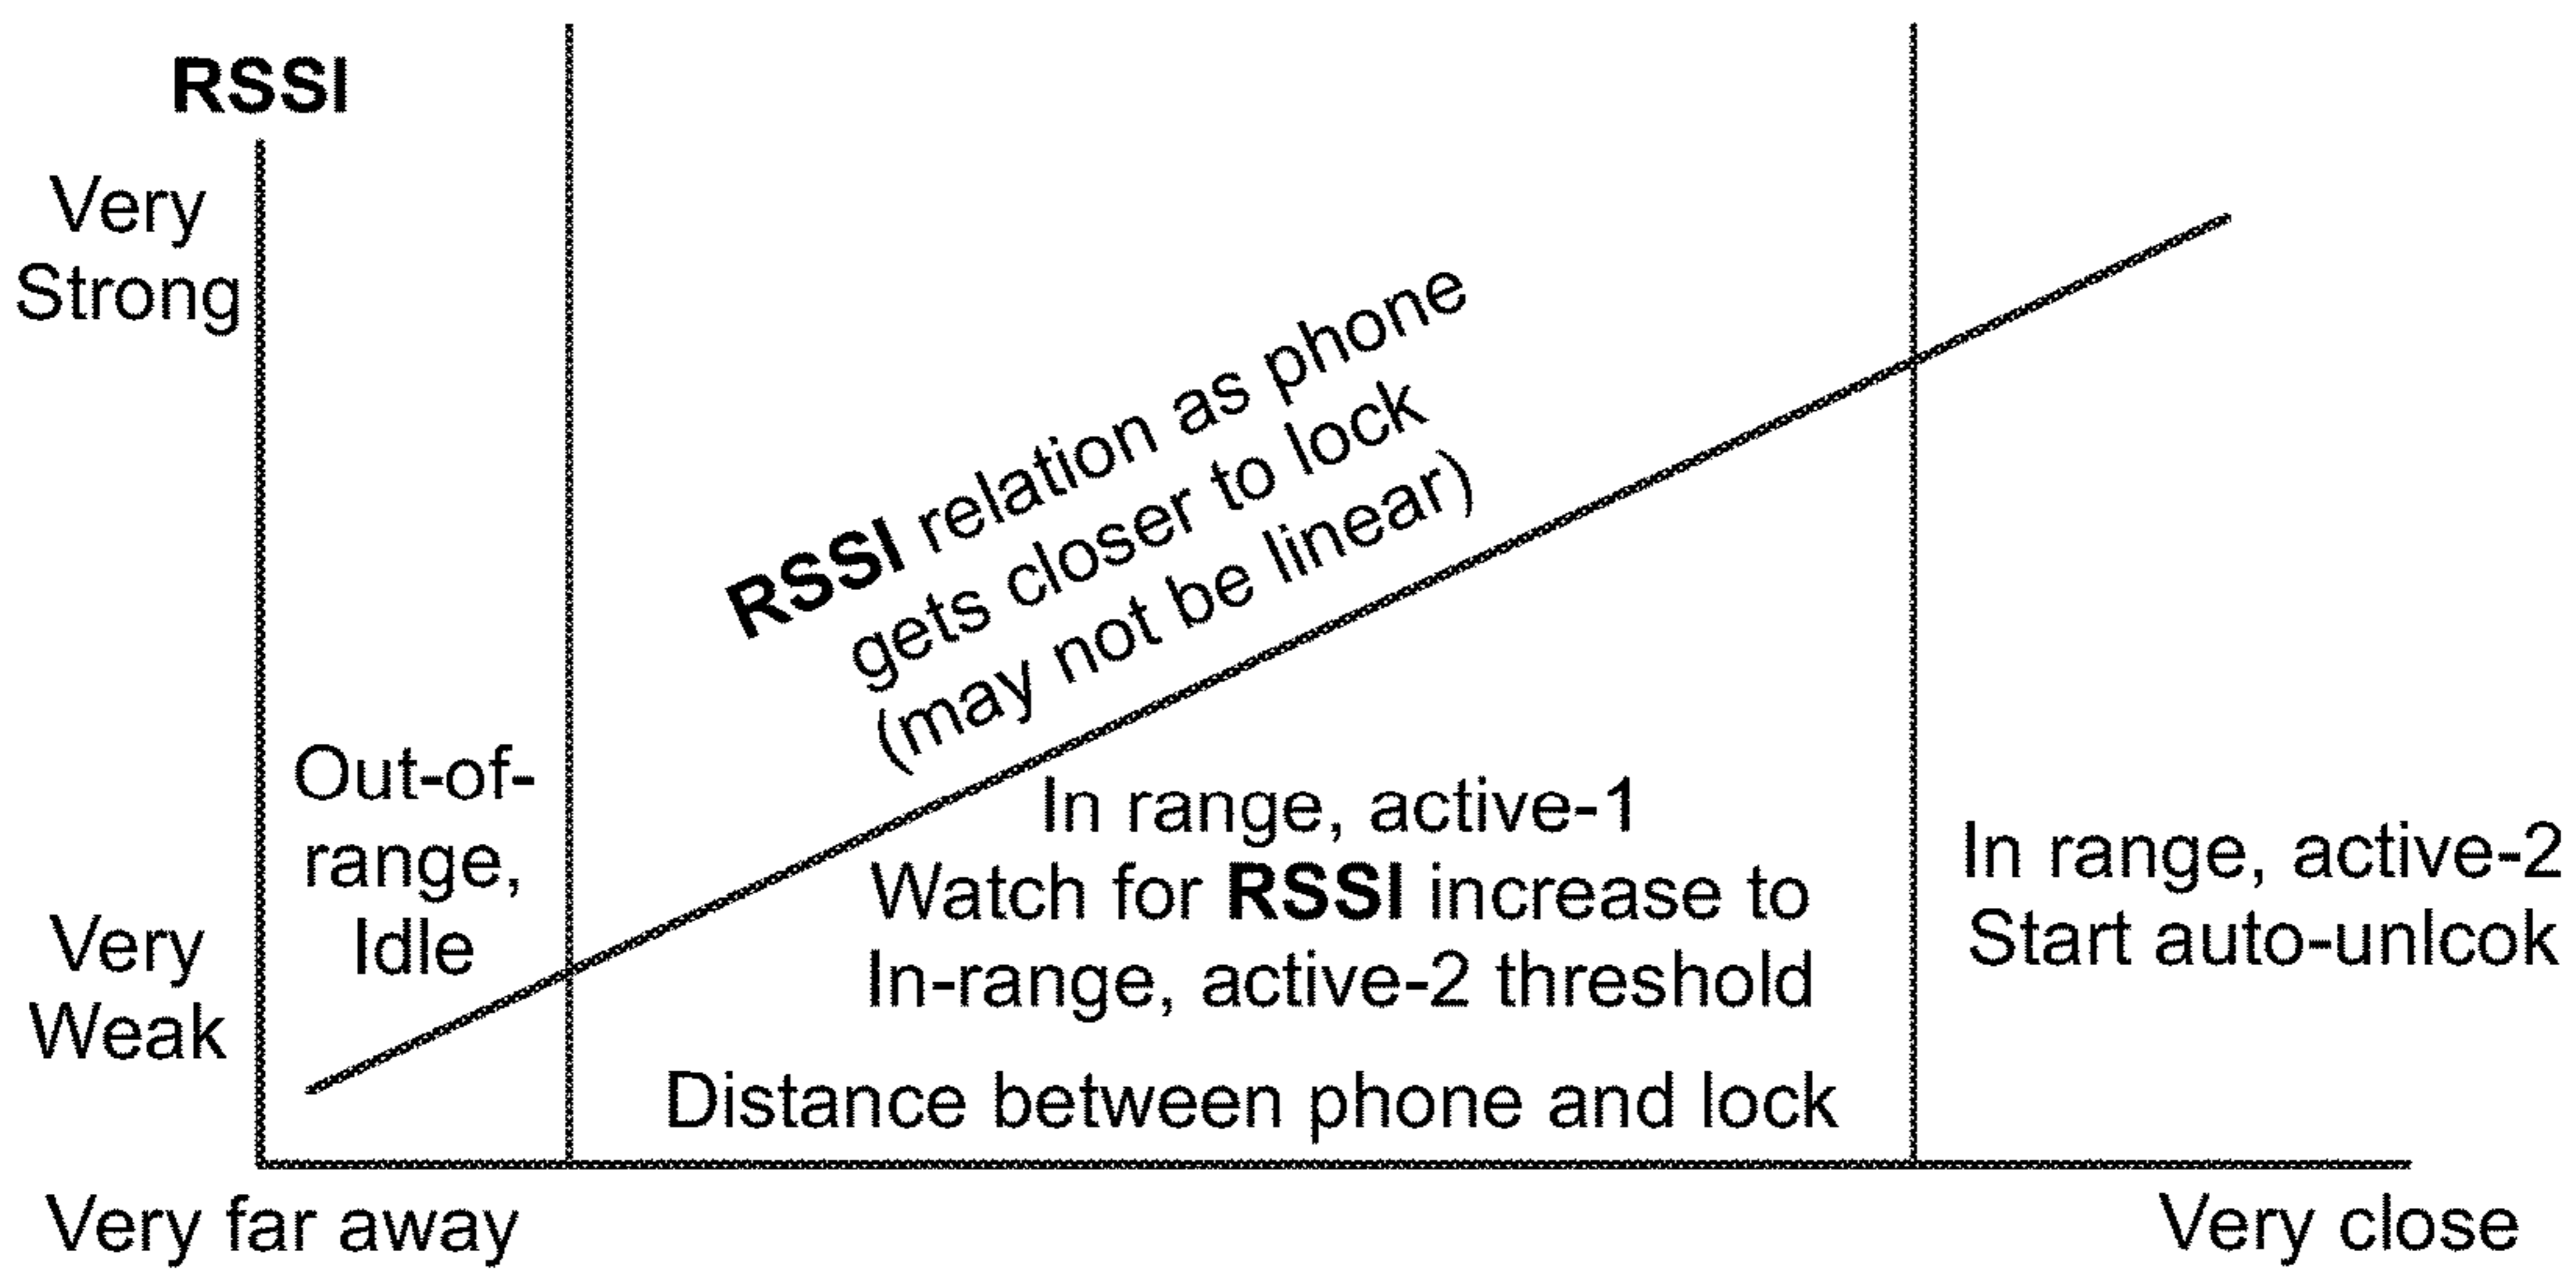 RSSI
Very
Strong
RSSI relation as phone
gets closer to lock
(may not be linear)
Out-of-
range,
Idle
Very
Weak
In range, active-1
Watch for RSSI increase to
In-range, active-2 threshold
In range, active-2
Start auto-unlcok
Distance between phone and lock
Very far away
Very close